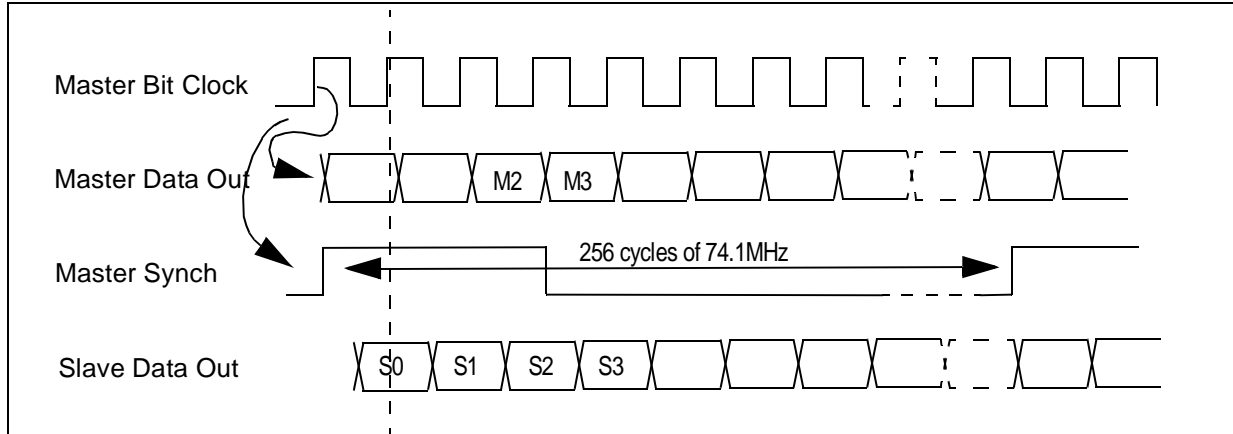 Master Bit Clock
Master Data Out
M2 M3
256 cycles of 74.1MHz
Master Synch
Slave Data Out
S0 S1 S2 S3